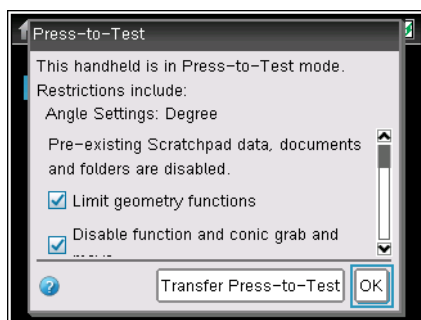 Press-to-Test
This handheld is in Press-to-Test mode.
Restrictions include:
Angle Settings: Degree
Pre-existing Scratchpad data, documents
and folders are disabled.
Limit geometry functions
Disable function and conic grab and
Transfer Press-to-Test
OK